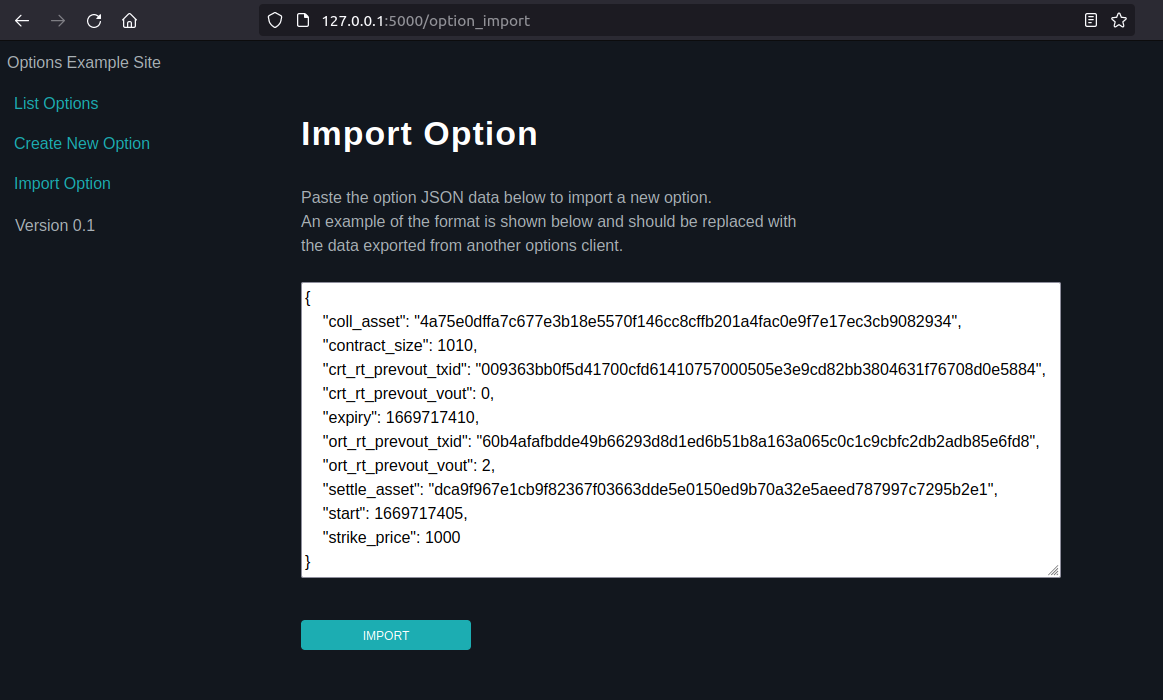 127.0.0.1:5000/option_import
Options Example Site
List Options
Create New Option
Import Option
Version 0.1
Import Option
Paste the option JSON data below to import a new option.
An example of the format is shown below and should be replaced with
the data exported from another options client.
{
"coll_asset": "4a75e0dffa7c677e3b18e5570f146cc8cffb201a4fac0e9f7e17ec3cb9082934",
"contract_size": 1010,
"crt_rt_prevout_txid": "009363bb0f5d41700cfd61410757000505e3e9cd82bb3804631f76708d0e5884",
"crt_rt_prevout_vout": 0,
"expiry": 1669717410,
"ort_rt_prevout_txid": "60b4afafbdde49b66293d8d1ed6b51b8a163a065c0c1c9cbfc2db2adb85e6fd8",
"ort_rt_prevout_vout": 2,
"settle_asset": "dca9f967e1cb9f82367f03663dde5e0150ed9b70a32e5aeed787997c7295b2e1",
"start": 1669717405,
"strike_price": 1000
}
IMPORT